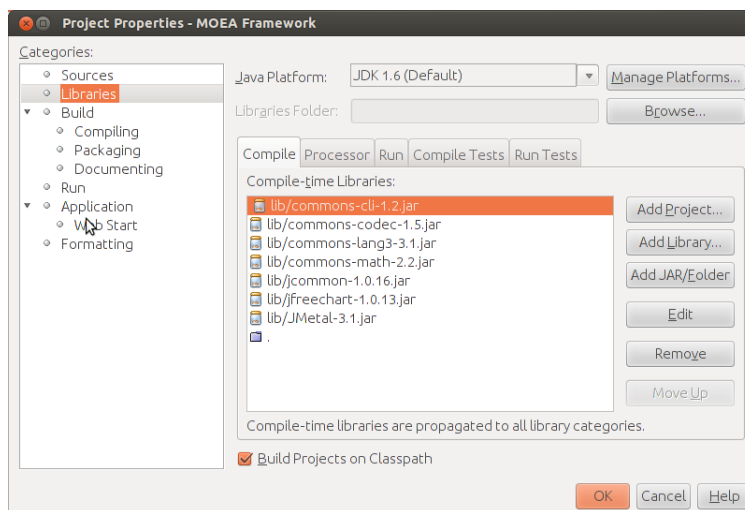 Project Properties - MOEA Framework
Categories:
Sources
Libraries
Build
Compiling
Packaging
Documenting
Run
Application
Web Start
Formatting
Java Platform: JDK 1.6 (Default) Manage Platforms...
Libraries Folder: Browse...
Compile Processor Run Compile Tests Run Tests
Compile-time Libraries:
lib/commons-cli-1.2.jar
lib/commons-codec-1.5.jar
lib/commons-lang3-3.1.jar
lib/commons-math-2.2.jar
lib/jcommon-1.0.16.jar
lib/jfreechart-1.0.13.jar
lib/JMetal-3.1.jar
.
Add Project...
Add Library...
Add JAR/Folder
Edit
Remove
Move Up
Compile-time libraries are propagated to all library categories.
Build Projects on Classpath
OK Cancel Help